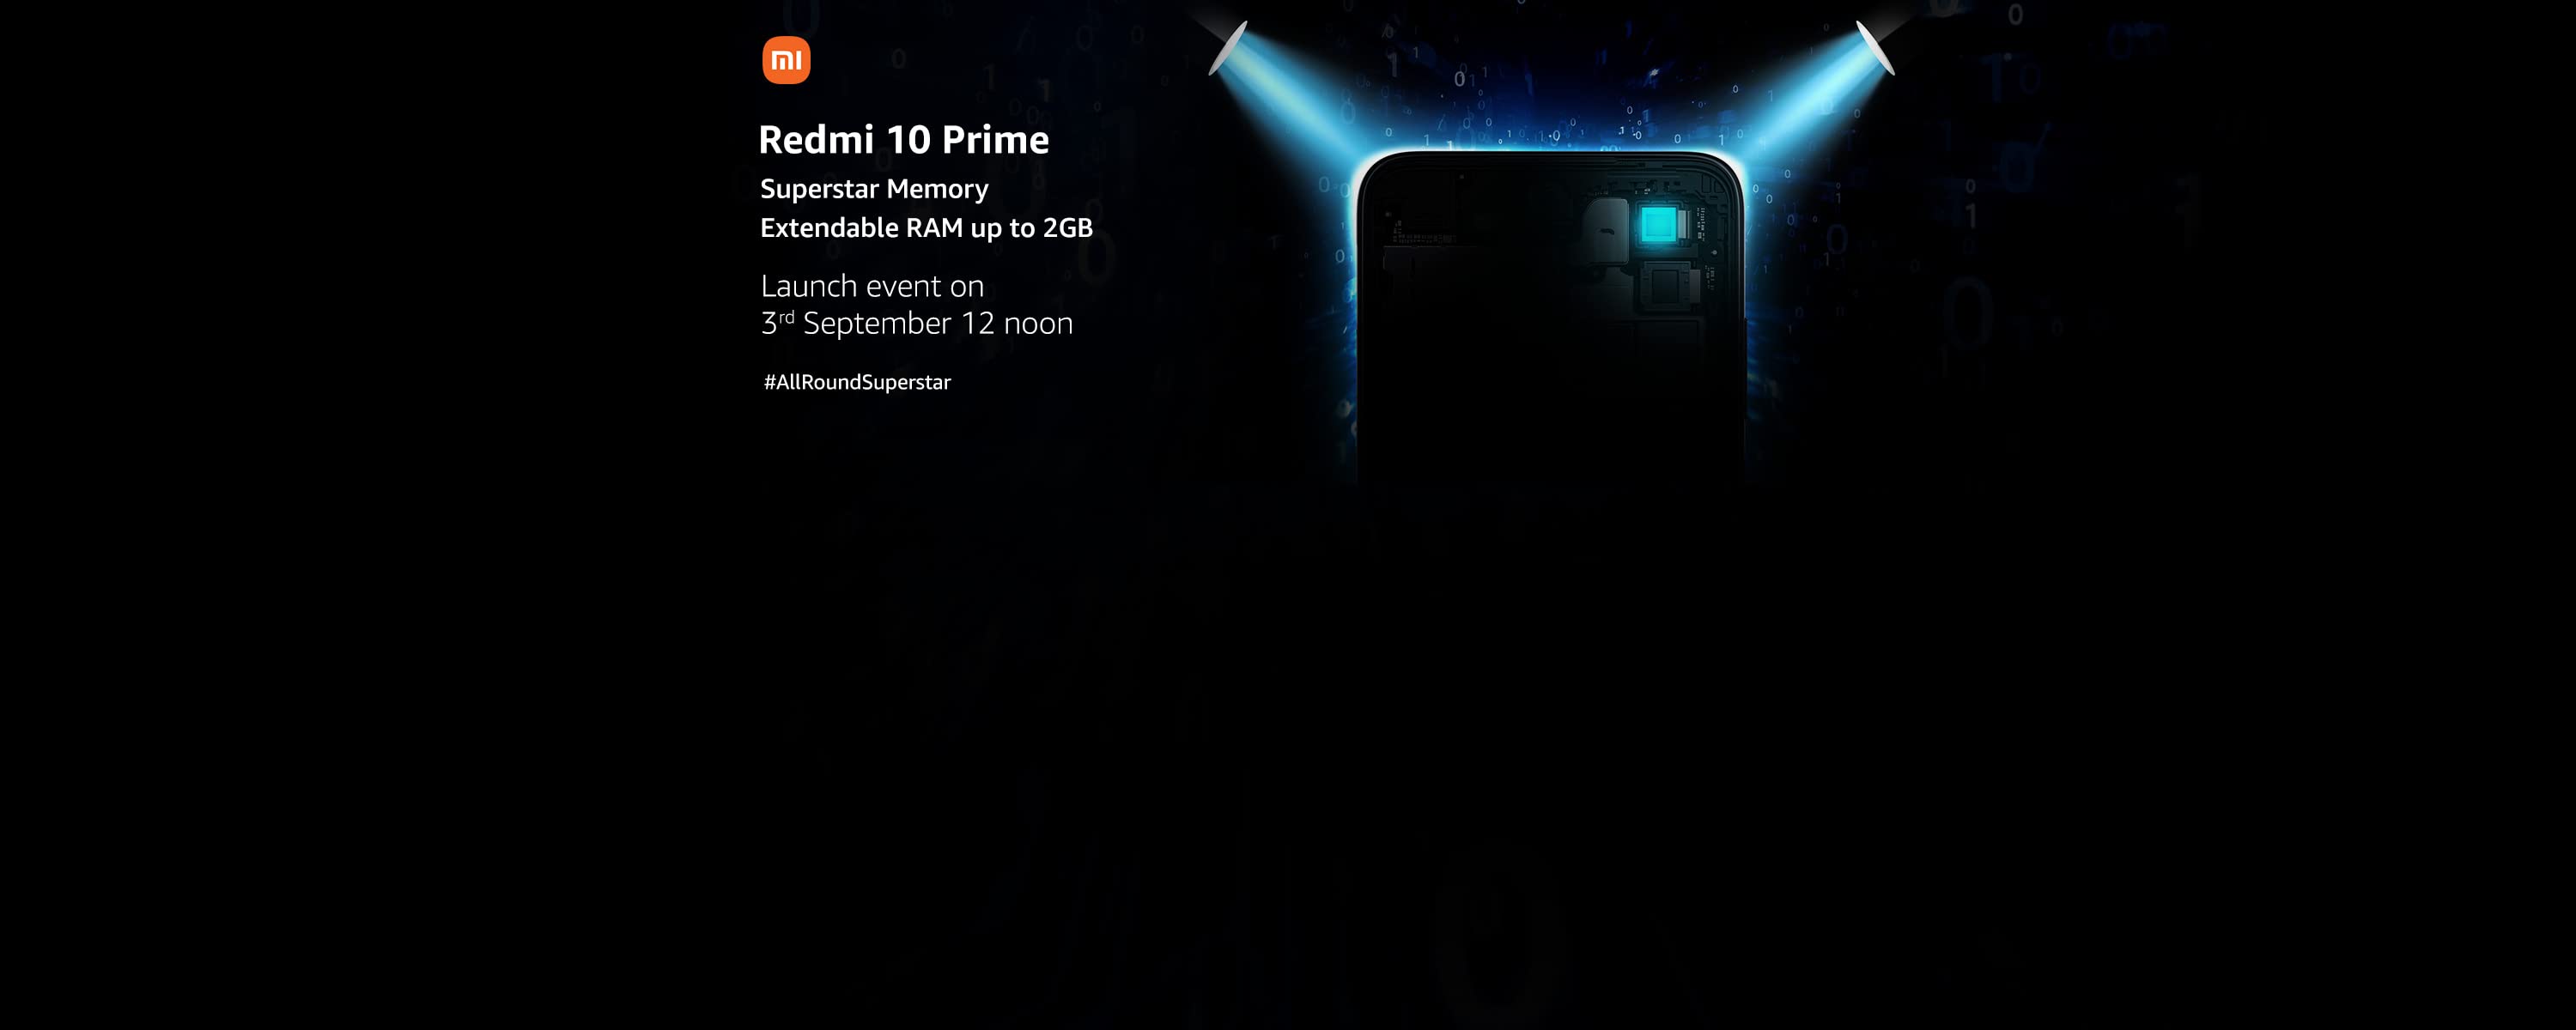 mi
Redmi 10 Prime
Superstar Memory
Extendable RAM up to 2GB
Launch event on
3rd September 12 noon
#AllRoundSuperstar